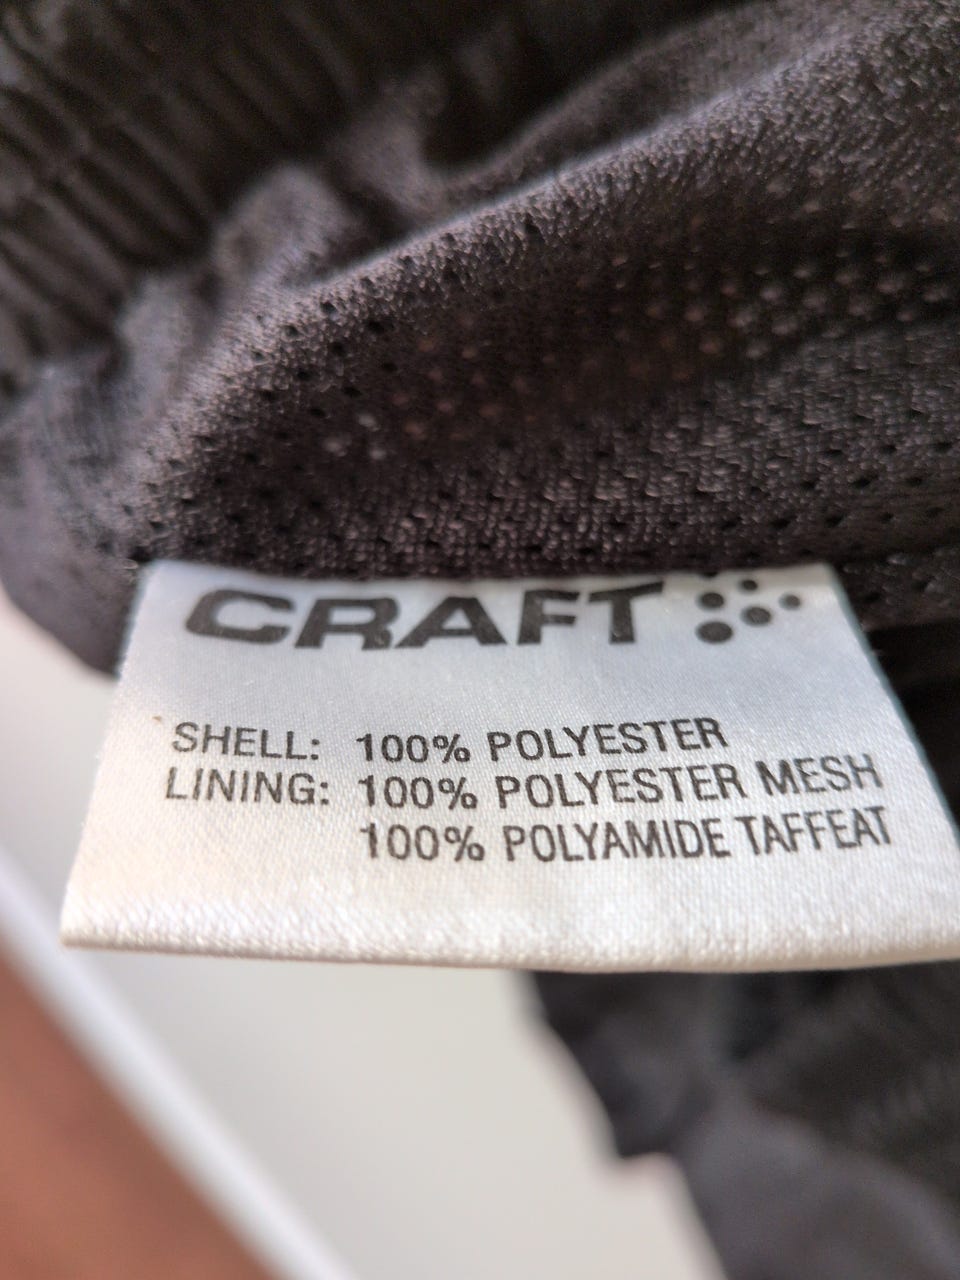 CRAFT
SHELL: 100% POLYESTER
LINING: 100% POLYESTER MESH
100% POLYAMIDE TAFFEAT